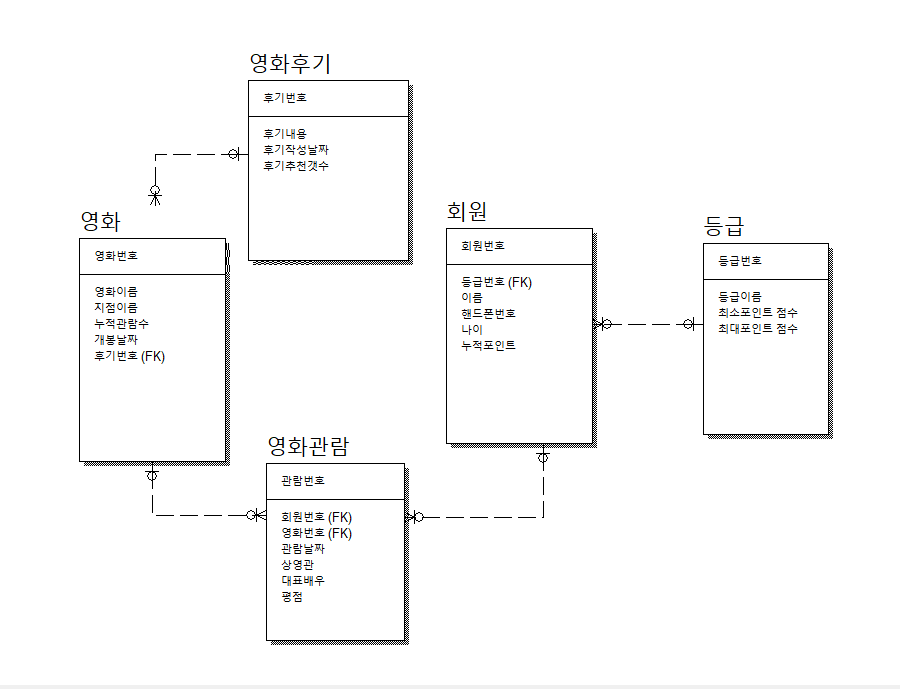 영화후기
후기번호
후기내용
후기작성날짜
후기추천갯수
영화
영화번호
영화이름
지점이름
누적관람수
개봉날짜
후기번호 (FK)
회원
회원번호
등급번호 (FK)
이름
핸드폰번호
나이
누적포인트
등급
등급번호
등급이름
최소포인트 점수
최대포인트 점수
영화관람
관람번호
회원번호 (FK)
영화번호 (FK)
관람날짜
상영관
대표배우
평점